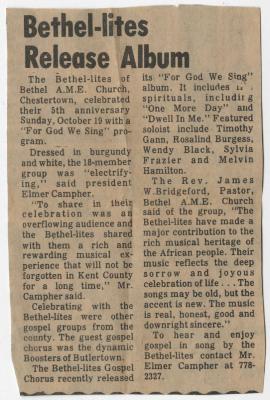 Bethel-lites
Release Album
The Bethel-lites of
Bethel A.M.E. Church,
Chestertown, celebrated
their 5th anniversary
Sunday, October 19 with a
"For God We Sing" pro-
gram.
Dressed in burgundy
and white, the 18-member
group was "electrify-
ing," said president
Elmer Campher.
"To share in their
celebration was an
overflowing audience and
the Bethel-lites shared
with them a rich and
rewarding musical ex-
perience that will not be
forgotten in Kent County
for a long time," Mr.
Campher said.
Celebrating with the
Bethel-lites were other
gospel groups from the
county. The guest gospel
chorus was the dynamic
Boosters of Butlertown.
The Bethel-lites Gospel
Chorus recently released
its "For God We Sing"
album. It includes
spirituals, including
"One More Day" and
"Dwell In Me." Featured
soloist include Timothy
Gann, Rosalind Burgess,
Wendy Black, Sylvia
Frazier and Melvin
Hamilton.
The Rev. James
W.Bridgeford, Pastor,
Bethel A.M.E. Church
said of the group, "The
Bethel-lites have made a
major contribution to the
rich musical heritage of
the African people. Their
music reflects the deep
sorrow and joyous
celebration of life . . . The
songs may be old, but the
accent is new. The music
is real, honest, good and
downright sincere."
To hear and enjoy
gospel in song by the
Bethel-lites contact Mr.
Elmer Campher at 778-
2327.